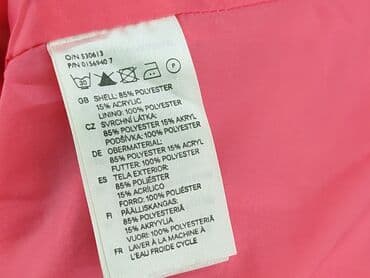 O/N 530613
P/N 0156940 7
30
P
GB SHELL: 85% POLYESTER
15% ACRYLIC
LINING: 100% POLYESTER
CZ SVRCHNÍ LÁTKA:
85% POLYESTER 15% AKRYL
PODŠÍVKA: 100% POLYESTER
DE OBERMATERIAL:
85% POLYESTER 15% ACRYL
FUTTER: 100% POLYESTER
ES TELA EXTERIOR:
85% POLIÉSTER
15% ACRÍLICO
FORRO: 100% POLIÉSTER
FI PÄÄLLISKANGAS:
85% POLYESTERIÄ
15% AKRYYLIA
VUORI: 100% POLYESTERIÄ
FR LAVER À LA MACHINE À
L'EAU FROIDE CYCLE